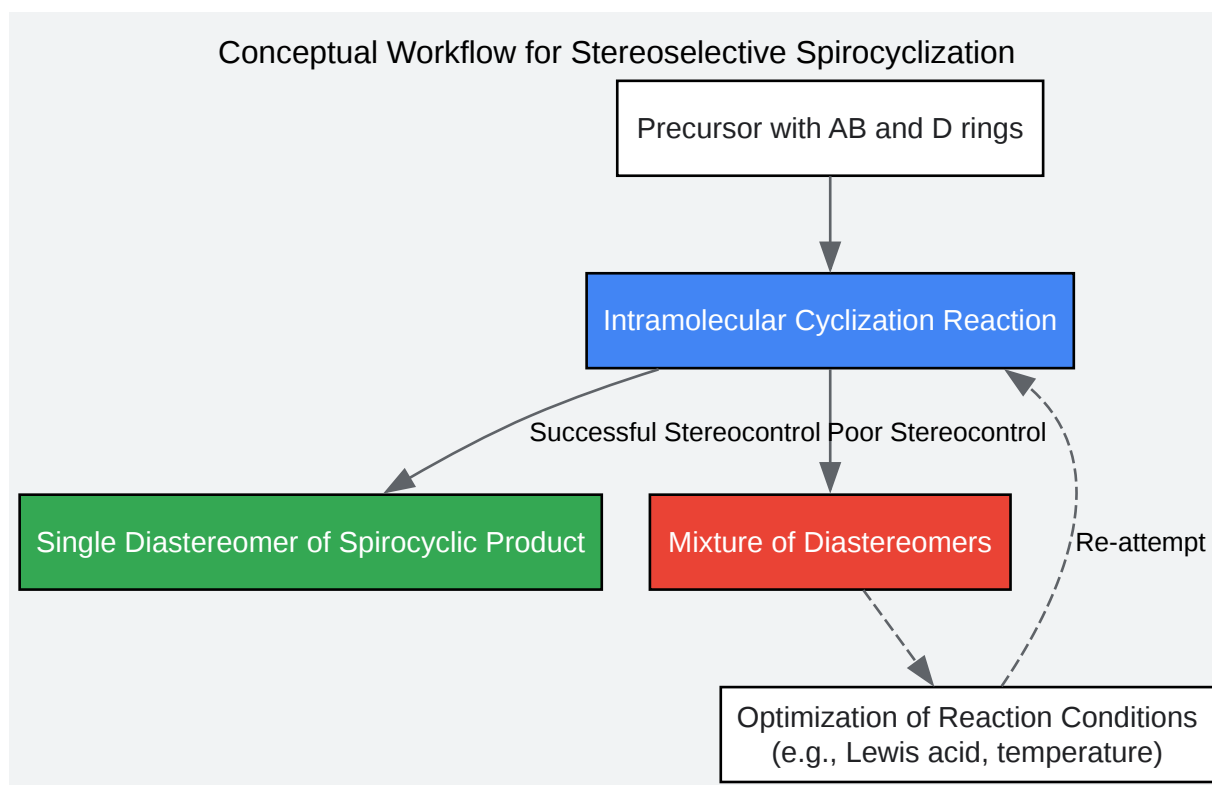 Conceptual Workflow for Stereoselective Spirocyclization
Precursor with AB and D rings
Intramolecular Cyclization Reaction
Successful Stereocontrol
Poor Stereocontrol
Single Diastereomer of Spirocyclic Product
Mixture of Diastereomers
Re-attempt
Optimization of Reaction Conditions
(e.g., Lewis acid, temperature)